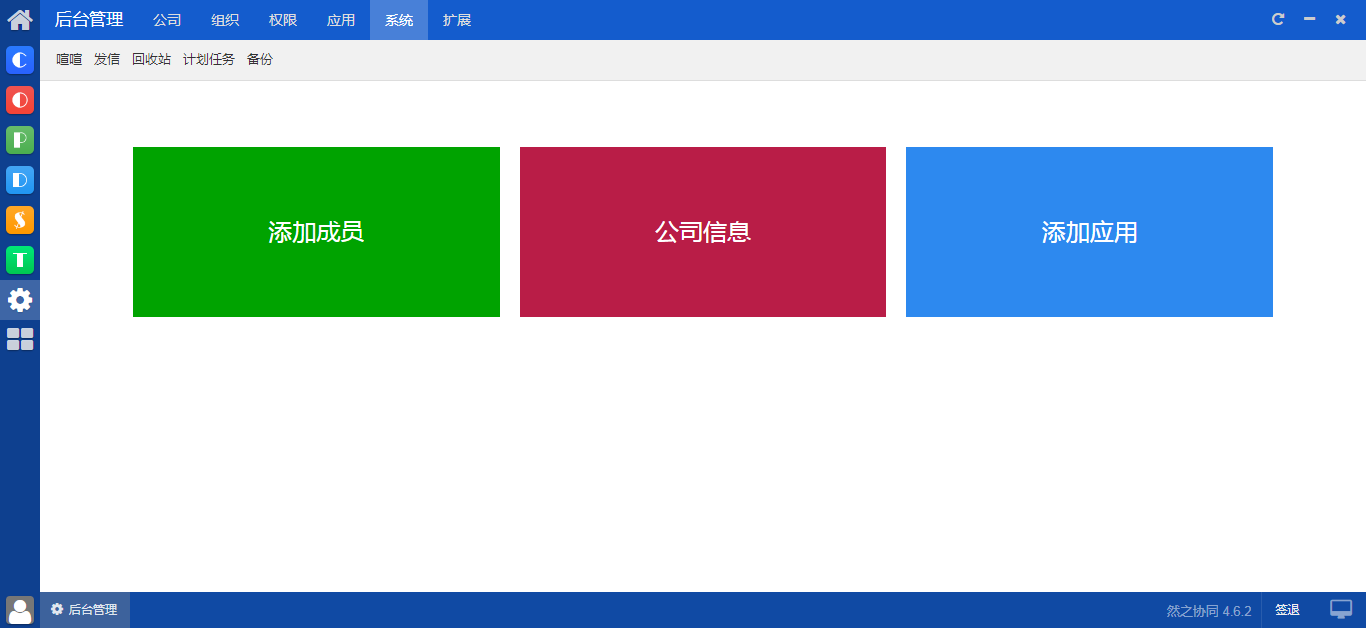 后台管理 公司 组织 权限 应用 系统 扩展
喧喧 发信 回收站 计划任务 备份
添加成员 公司信息 添加应用
后台管理 然之协同 4.6.2 签退